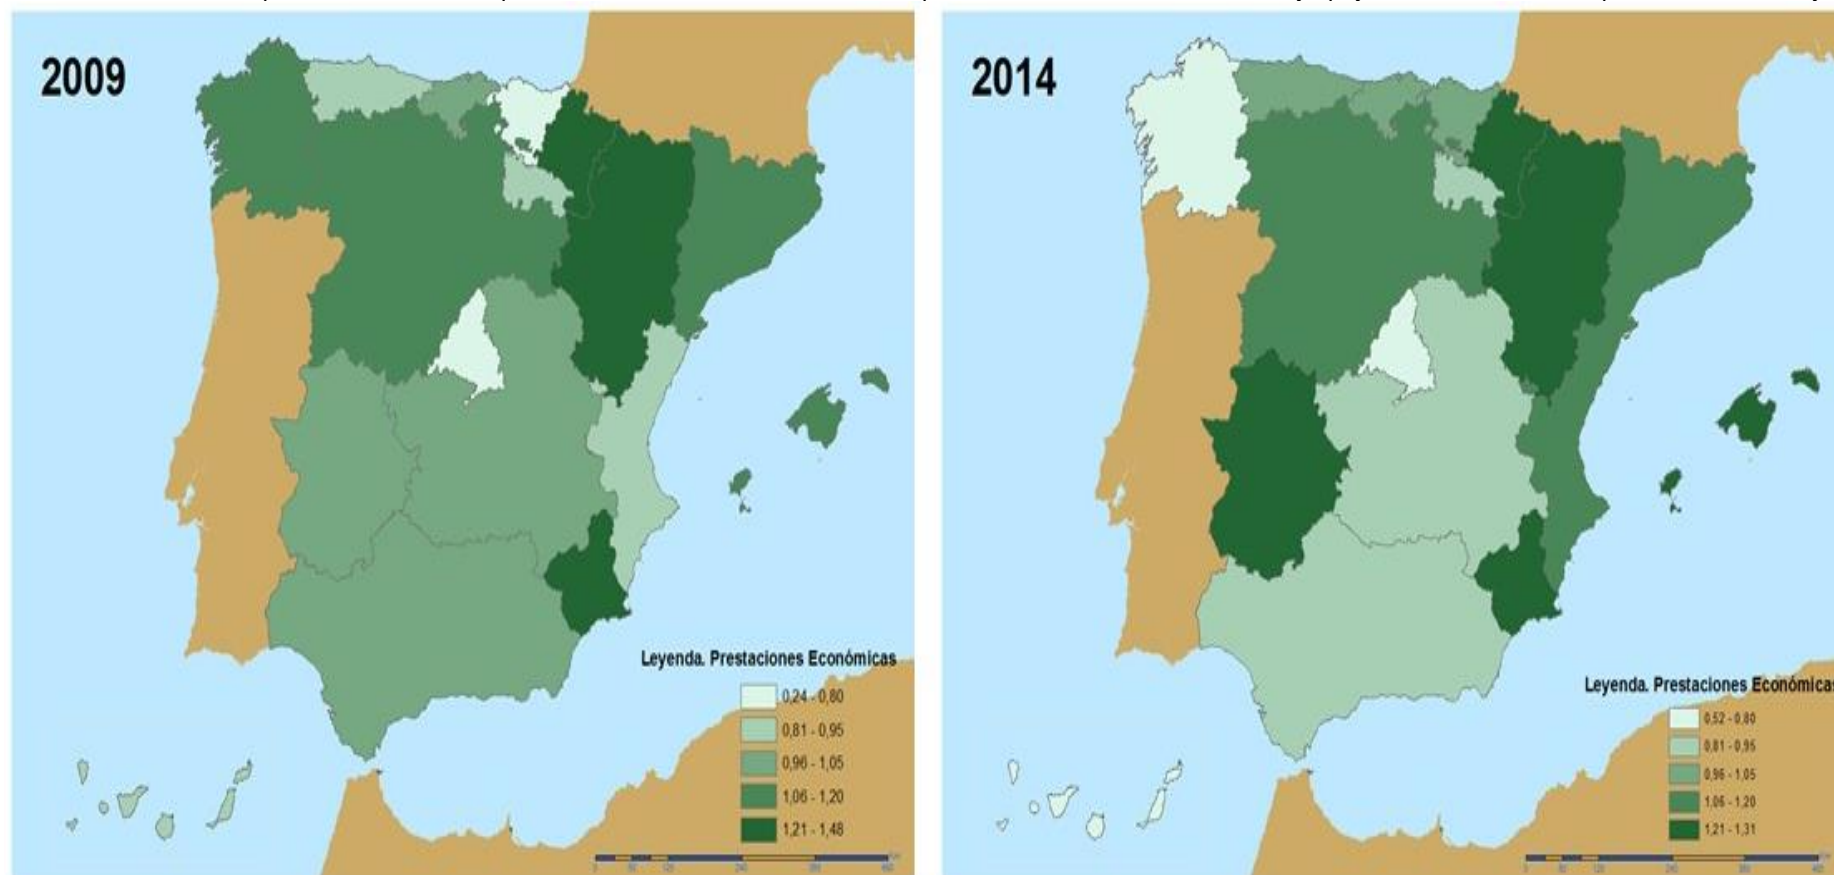 2009
Leyenda. Prestaciones Económicas
0,24 - 0,80
0,81 - 0,95
0,96 - 1,05
1,06 - 1,20
1,21 - 1,48
2014
Leyenda. Prestaciones Económicas
0,52 - 0,80
0,81 - 0,95
0,96 - 1,05
1,06 - 1,20
1,21 - 1,31